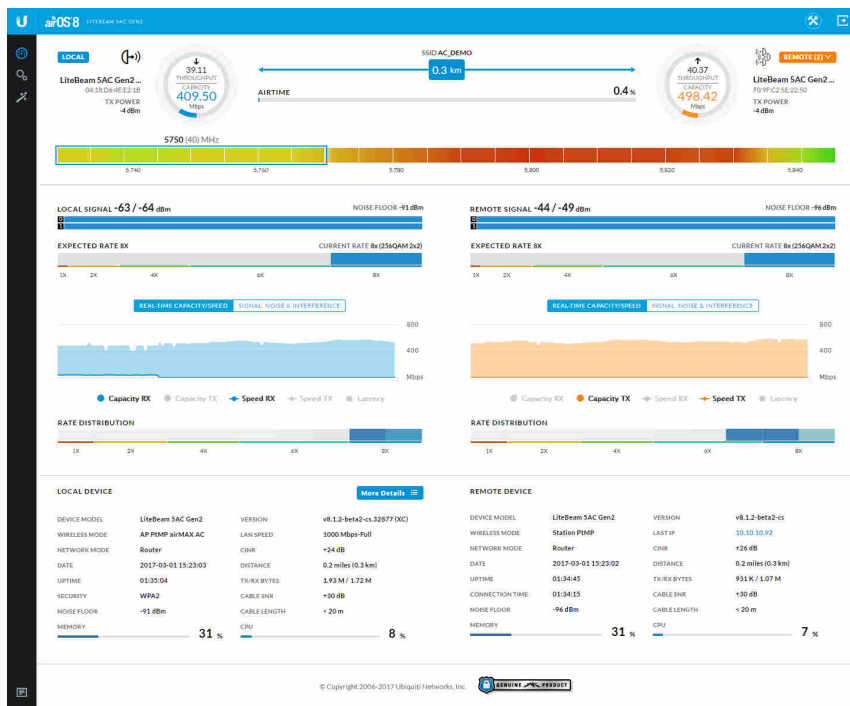 airOS 8 LITEBEAM 5AC GEN2
LOCAL
LiteBeam 5AC Gen2...
04:18:D6:4E:E2:1B
TX POWER
-4 dBm
39.11
THROUGHPUT
CAPACITY
409.50
Mbps
SSID AC_DEMO
0.3 km
AIRTIME 0.4 %
40.37
THROUGHPUT
CAPACITY
498.42
Mbps
REMOTE (2)
LiteBeam 5AC Gen2...
F0:9F:C2:5E:22:50
TX POWER
-4 dBm
5750 (40) MHz
5,740 5,760 5,780 5,800 5,820 5,840
LOCAL SIGNAL -63 / -64 dBm NOISE FLOOR -91 dBm
0
1
EXPECTED RATE 8X CURRENT RATE 8x (256QAM 2x2)
1X 2X 4X 6X 8X
REAL-TIME CAPACITY/SPEED SIGNAL, NOISE & INTERFERENCE
800
400
Mbps
Capacity RX Capacity TX Speed RX Speed TX Latency
RATE DISTRIBUTION
1X 2X 4X 6X 8X
REMOTE SIGNAL -44 / -49 dBm NOISE FLOOR -96 dBm
0
1
EXPECTED RATE 8X CURRENT RATE 8x (256QAM 2x2)
1X 2X 4X 6X 8X
REAL-TIME CAPACITY/SPEED SIGNAL, NOISE & INTERFERENCE
800
400
Mbps
Capacity RX Capacity TX Speed RX Speed TX Latency
RATE DISTRIBUTION
1X 2X 4X 6X 8X
LOCAL DEVICE More Details
DEVICE MODEL LiteBeam 5AC Gen2 VERSION v8.1.2-beta2-cs.32877 (XC)
WIRELESS MODE AP PtMP airMAX AC LAN SPEED 1000 Mbps-Full
NETWORK MODE Router CINR +24 dB
DATE 2017-03-01 15:23:03 DISTANCE 0.2 miles (0.3 km)
UPTIME 01:35:04 TX/RX BYTES 1.93 M / 1.72 M
SECURITY WPA2 CABLE SNR +30 dB
NOISE FLOOR -91 dBm CABLE LENGTH < 20 m
MEMORY 31 % CPU 8 %
REMOTE DEVICE
DEVICE MODEL LiteBeam 5AC Gen2 VERSION v8.1.2-beta2-cs
WIRELESS MODE Station PtMP LAST IP 10.10.10.92
NETWORK MODE Router CINR +26 dB
DATE 2017-03-01 15:23:02 DISTANCE 0.2 miles (0.3 km)
UPTIME 01:34:45 TX/RX BYTES 931 K / 1.07 M
CONNECTION TIME 01:34:15 CABLE SNR +30 dB
NOISE FLOOR -96 dBm CABLE LENGTH < 20 m
MEMORY 31 % CPU 7 %
© Copyright 2006-2017 Ubiquiti Networks, Inc.
GENUINE PRODUCT